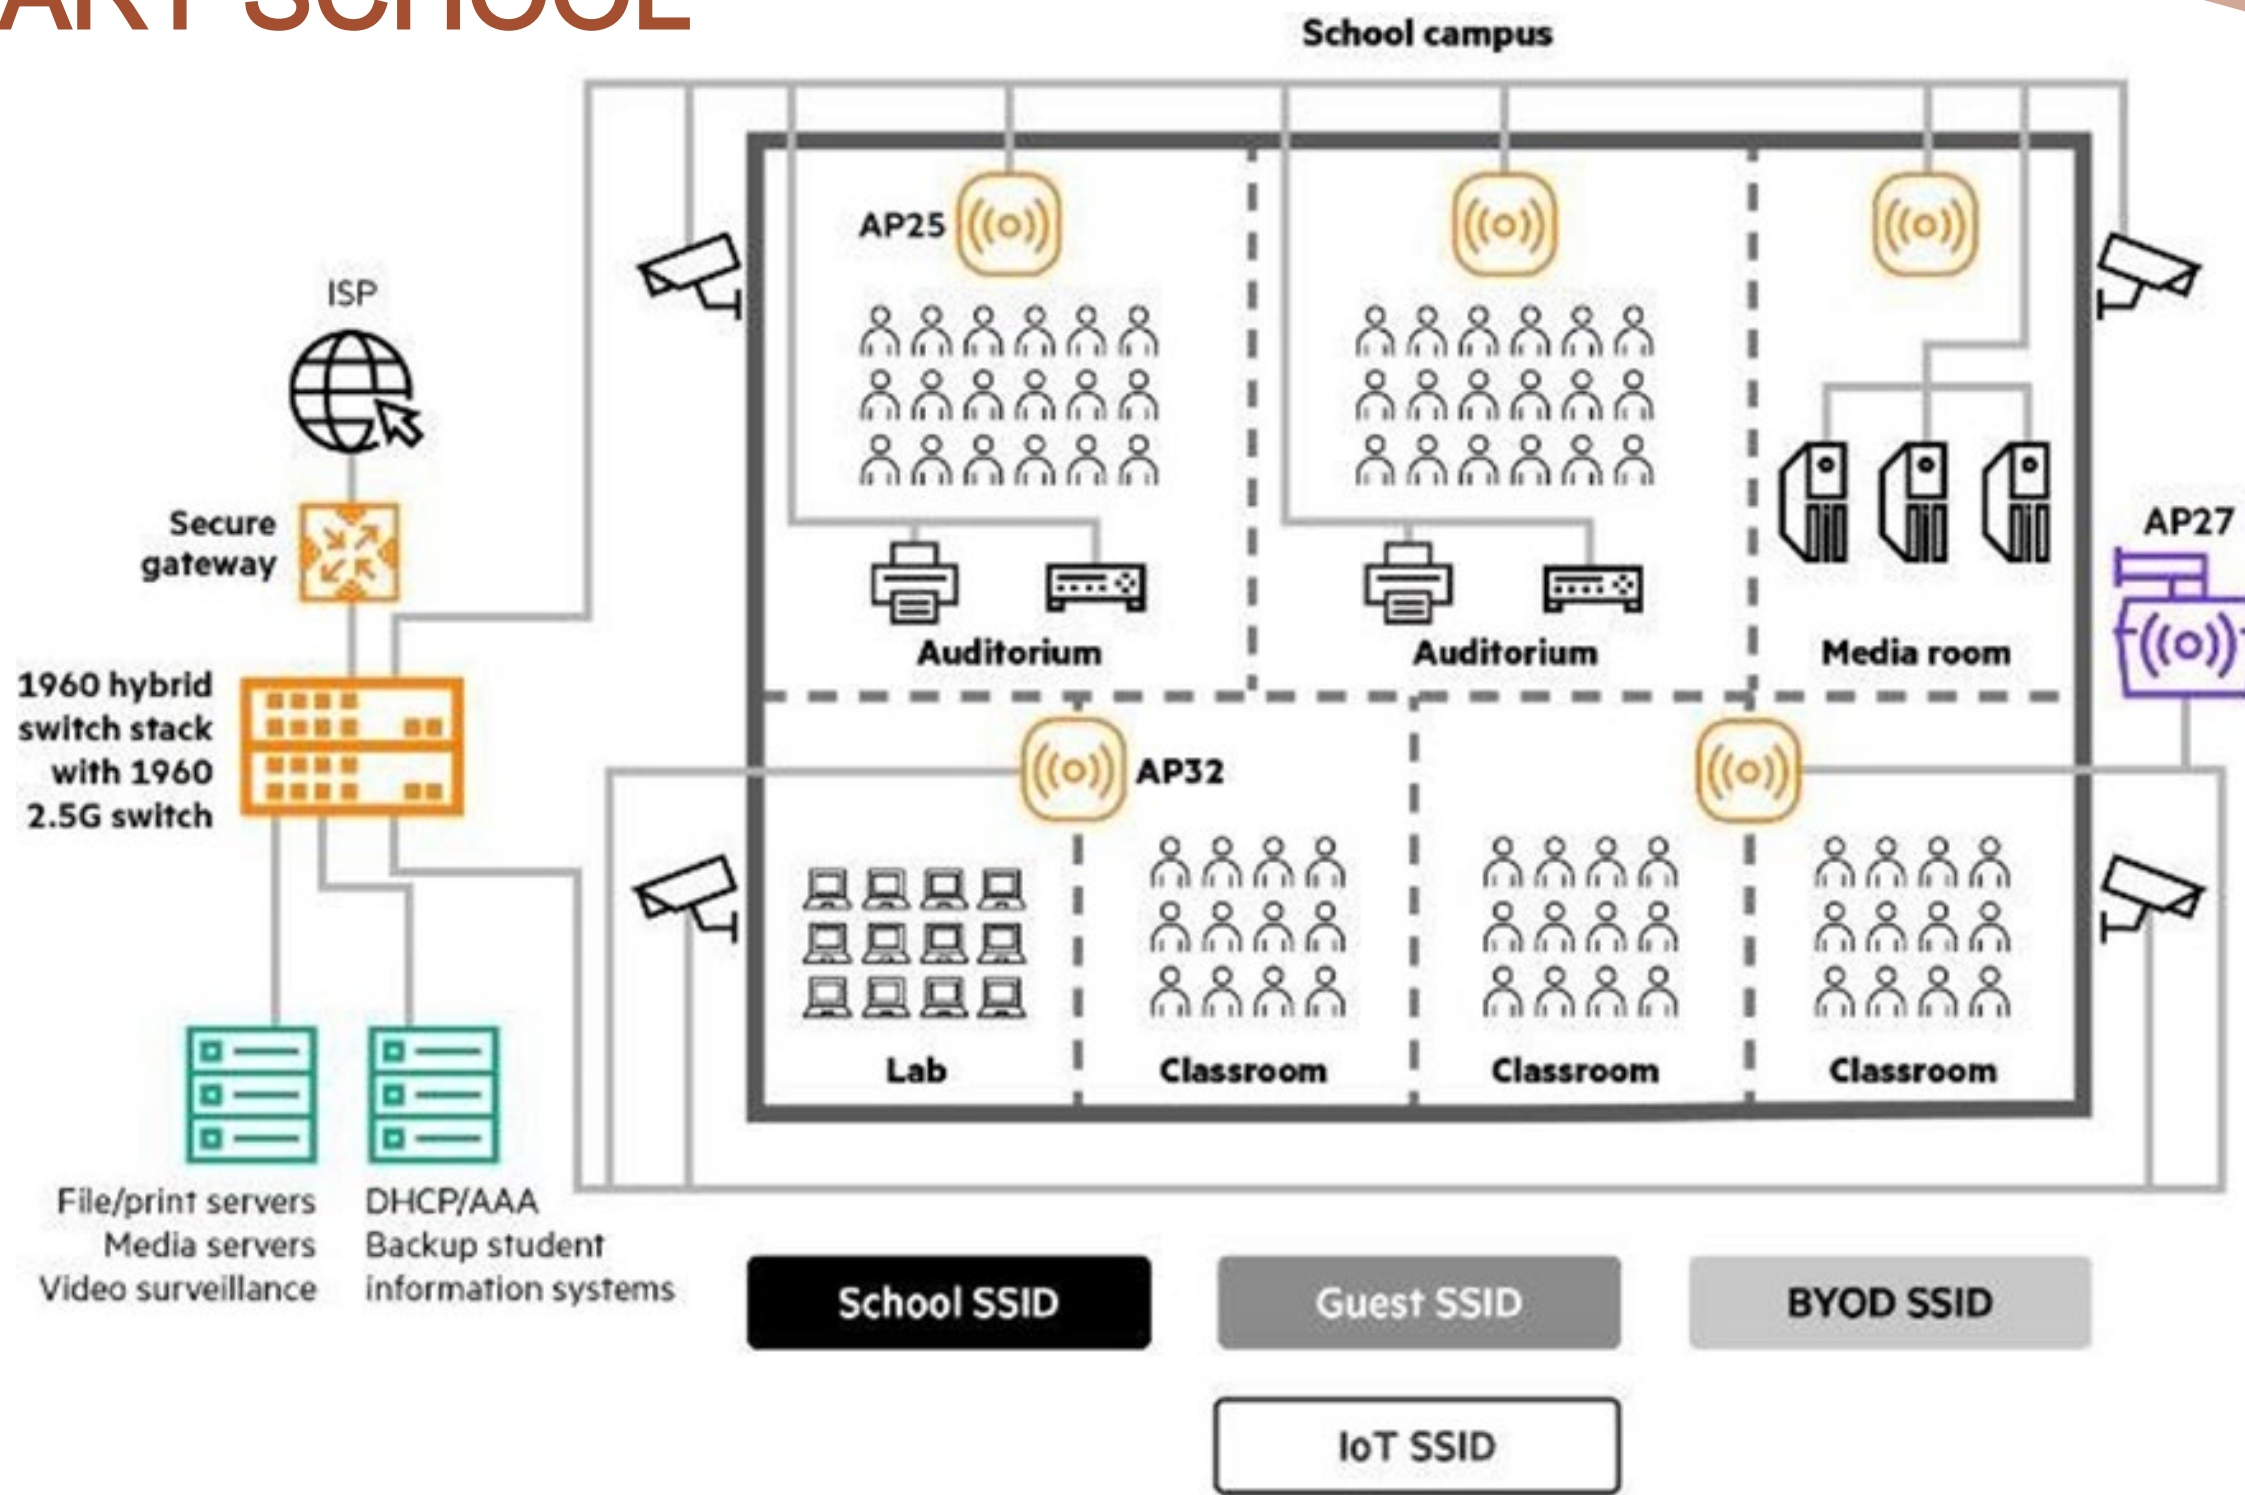 ART SCHOOL
School campus
AP25
ISP
Secure
gateway
AP27
Auditorium
Auditorium
Media room
1960 hybrid
switch stack
with 1960
2.5G switch
AP32
Lab
Classroom
Classroom
Classroom
File/print servers
Media servers
Video surveillance
DHCP/AAA
Backup student
information systems
School SSID
Guest SSID
BYOD SSID
IoT SSID